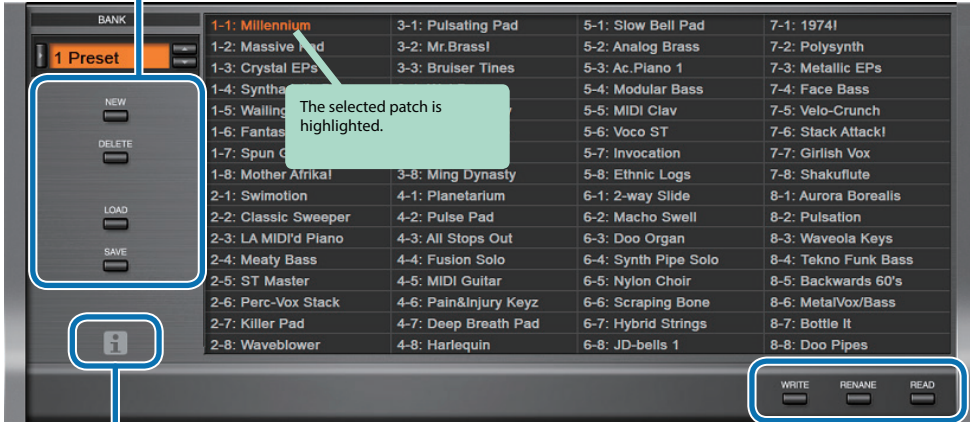 BANK
1 Preset
NEW
DELETE
LOAD
SAVE
1-1: Millennium
1-2: Massive
1-3: Crystal EPs
1-4:
1-5: Wailing
1-6:
1-7: Spun
1-8: Mother Afrika!
2-1: Swimotion
2-2: Classic Sweeper
2-3: LA MIDI'd Piano
2-4: Meaty Bass
2-5: ST Master
2-6: Perc-Vox Stack
2-7: Killer Pad
2-8: Waveblower
3-1: Pulsating Pad
3-2: Mr.Brass!
3-3: Bruiser Tines
The selected patch is
highlighted.
3-8: Ming Dynasty
4-1: Planetarium
4-2: Pulse Pad
4-3: All Stops Out
4-4: Fusion Solo
4-5: MIDI Guitar
4-6: Pain&Injury Keyz
4-7: Deep Breath Pad
4-8: Harlequin
5-1: Slow Bell Pad
5-2: Analog Brass
5-3: Ac.Piano 1
5-4: Modular Bass
5-5: MIDI Clav
5-6: Voco ST
5-7: Invocation
5-8: Ethnic Logs
6-1: 2-way Slide
6-2: Macho Swell
6-3: Doo Organ
6-4: Synth Pipe Solo
6-5: Nylon Choir
6-6: Scraping Bone
6-7: Hybrid Strings
6-8: JD-bells 1
7-1: 1974!
7-2: Polysynth
7-3: Metallic EPs
7-4: Face Bass
7-5: Velo-Crunch
7-6: Stack Attack!
7-7: Girlish Vox
7-8: Shakuflute
8-1: Aurora Borealis
8-2: Pulsation
8-3: Waveola Keys
8-4: Tekno Funk Bass
8-5: Backwards 60's
8-6: MetalVox/Bass
8-7: Bottle It
8-8: Doo Pipes
WRITE
RENANE
READ